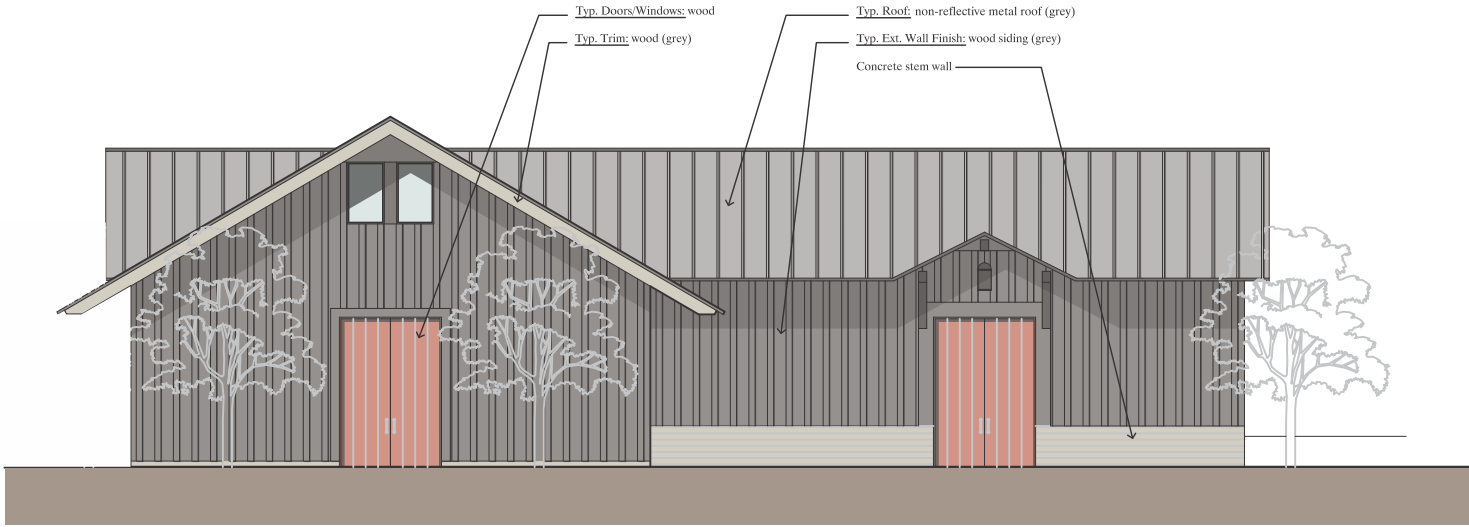 Typ. Doors/Windows: wood
Typ. Trim: wood (grey)
Typ. Roof: non-reflective metal roof (grey)
Typ. Ext. Wall Finish: wood siding (grey)
Concrete stem wall